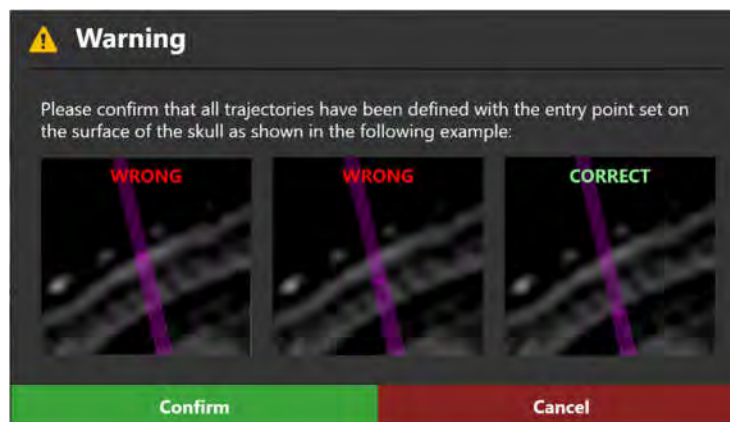 Warning
Please confirm that all trajectories have been defined with the entry point set on
the surface of the skull as shown in the following example:
WRONG
WRONG
CORRECT
Confirm
Cancel